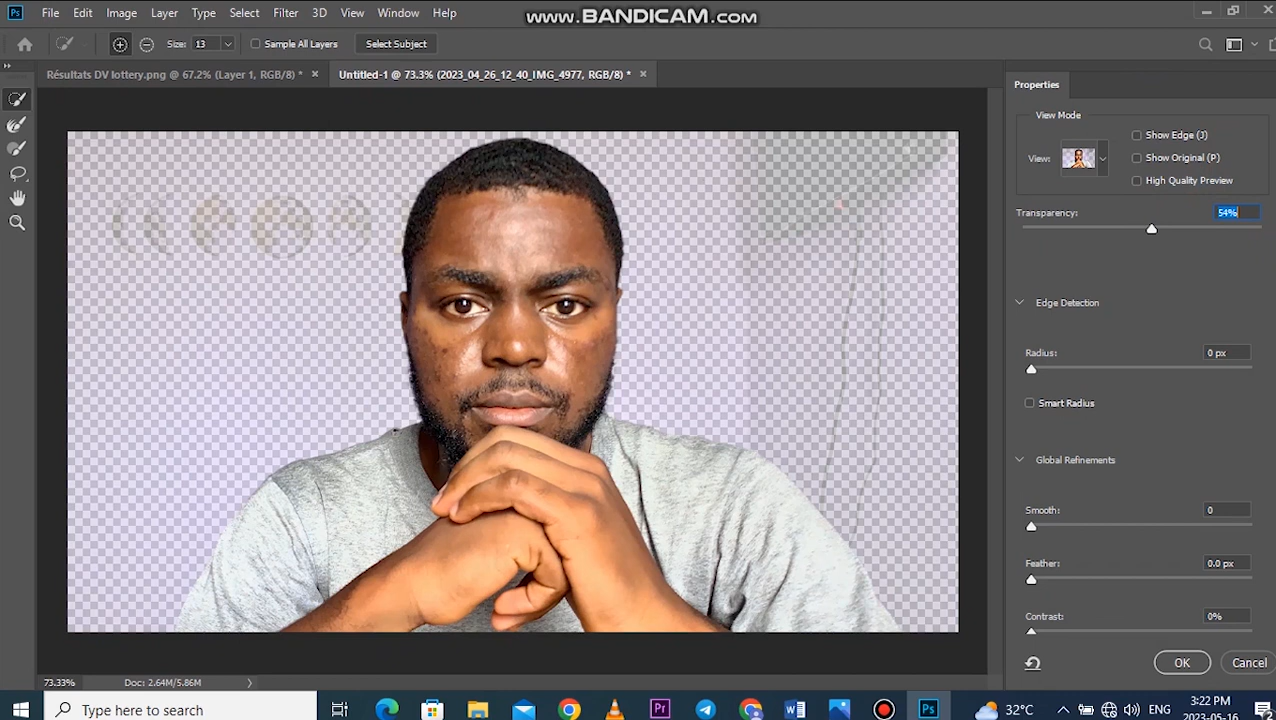 www.BANDICAM.com
Ps File Edit Image Layer Type Select Filter 3D View Window Help
Size: 13 Sample All Layers Select Subject
Résultats DV lottery.png @ 67.2% (Layer 1, RGB/8) * Untitled-1 @ 73.3% (2023_04_26_12_40_IMG_4977, RGB/8) *
Properties
View Mode
Show Edge (J)
View: Show Original (P)
High Quality Preview
Transparency: 54%
Edge Detection
Radius: 0 px
Smart Radius
Global Refinements
Smooth: 0
Feather: 0.0 px
Contrast: 0%
OK Cancel
73.33% Doc: 2.64M/5.86M
Type here to search Pr Ps 32°C ENG 3:22 PM
2023-05-16